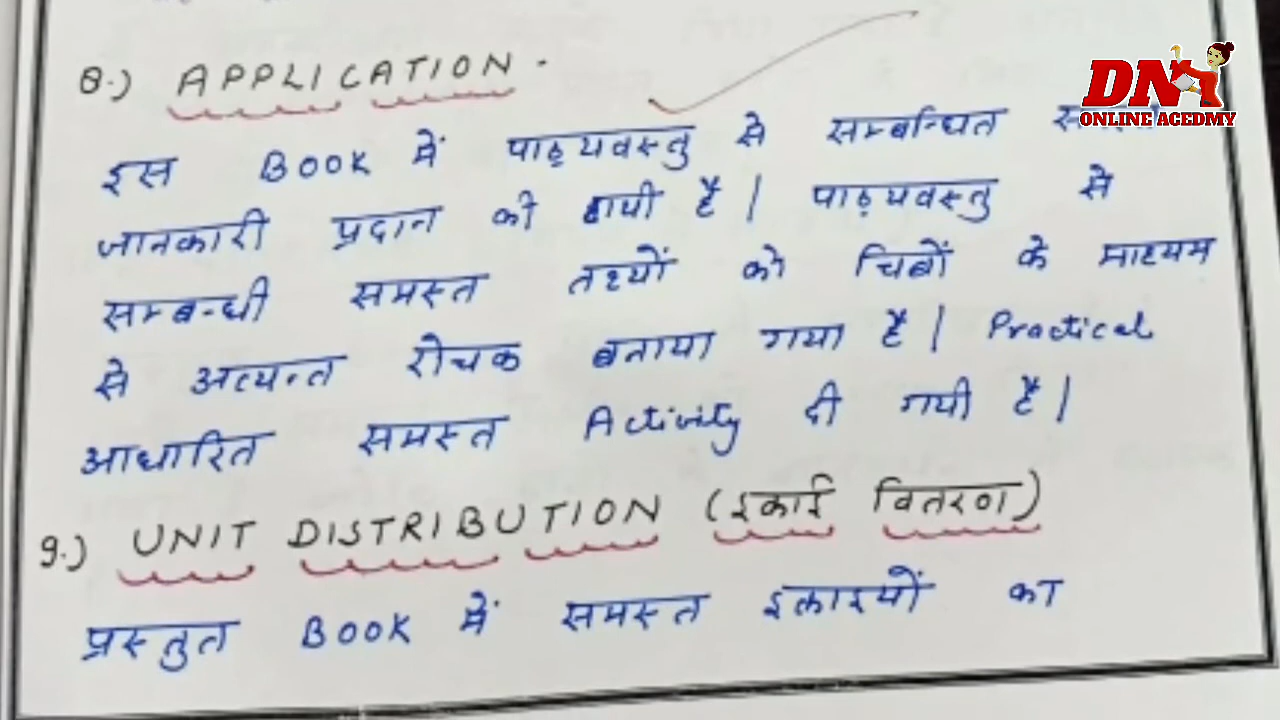 DN
ONLINE ACEDMY
8.) APPLICATION .
इस BOOK में पाठ्यवस्तु से सम्बन्धित
जानकारी प्रदान की गयी है | पाठ्यवस्तु से
सम्बन्धी समस्त तथ्यों को चित्रों के माध्यम
से अत्यन्त रोचक बनाया गया है | Practical
आधारित समस्त Activity दी गयी है |
9.) UNIT DISTRIBUTION (इकाई वितरण)
प्रस्तुत BOOK में समस्त इकाइयों का